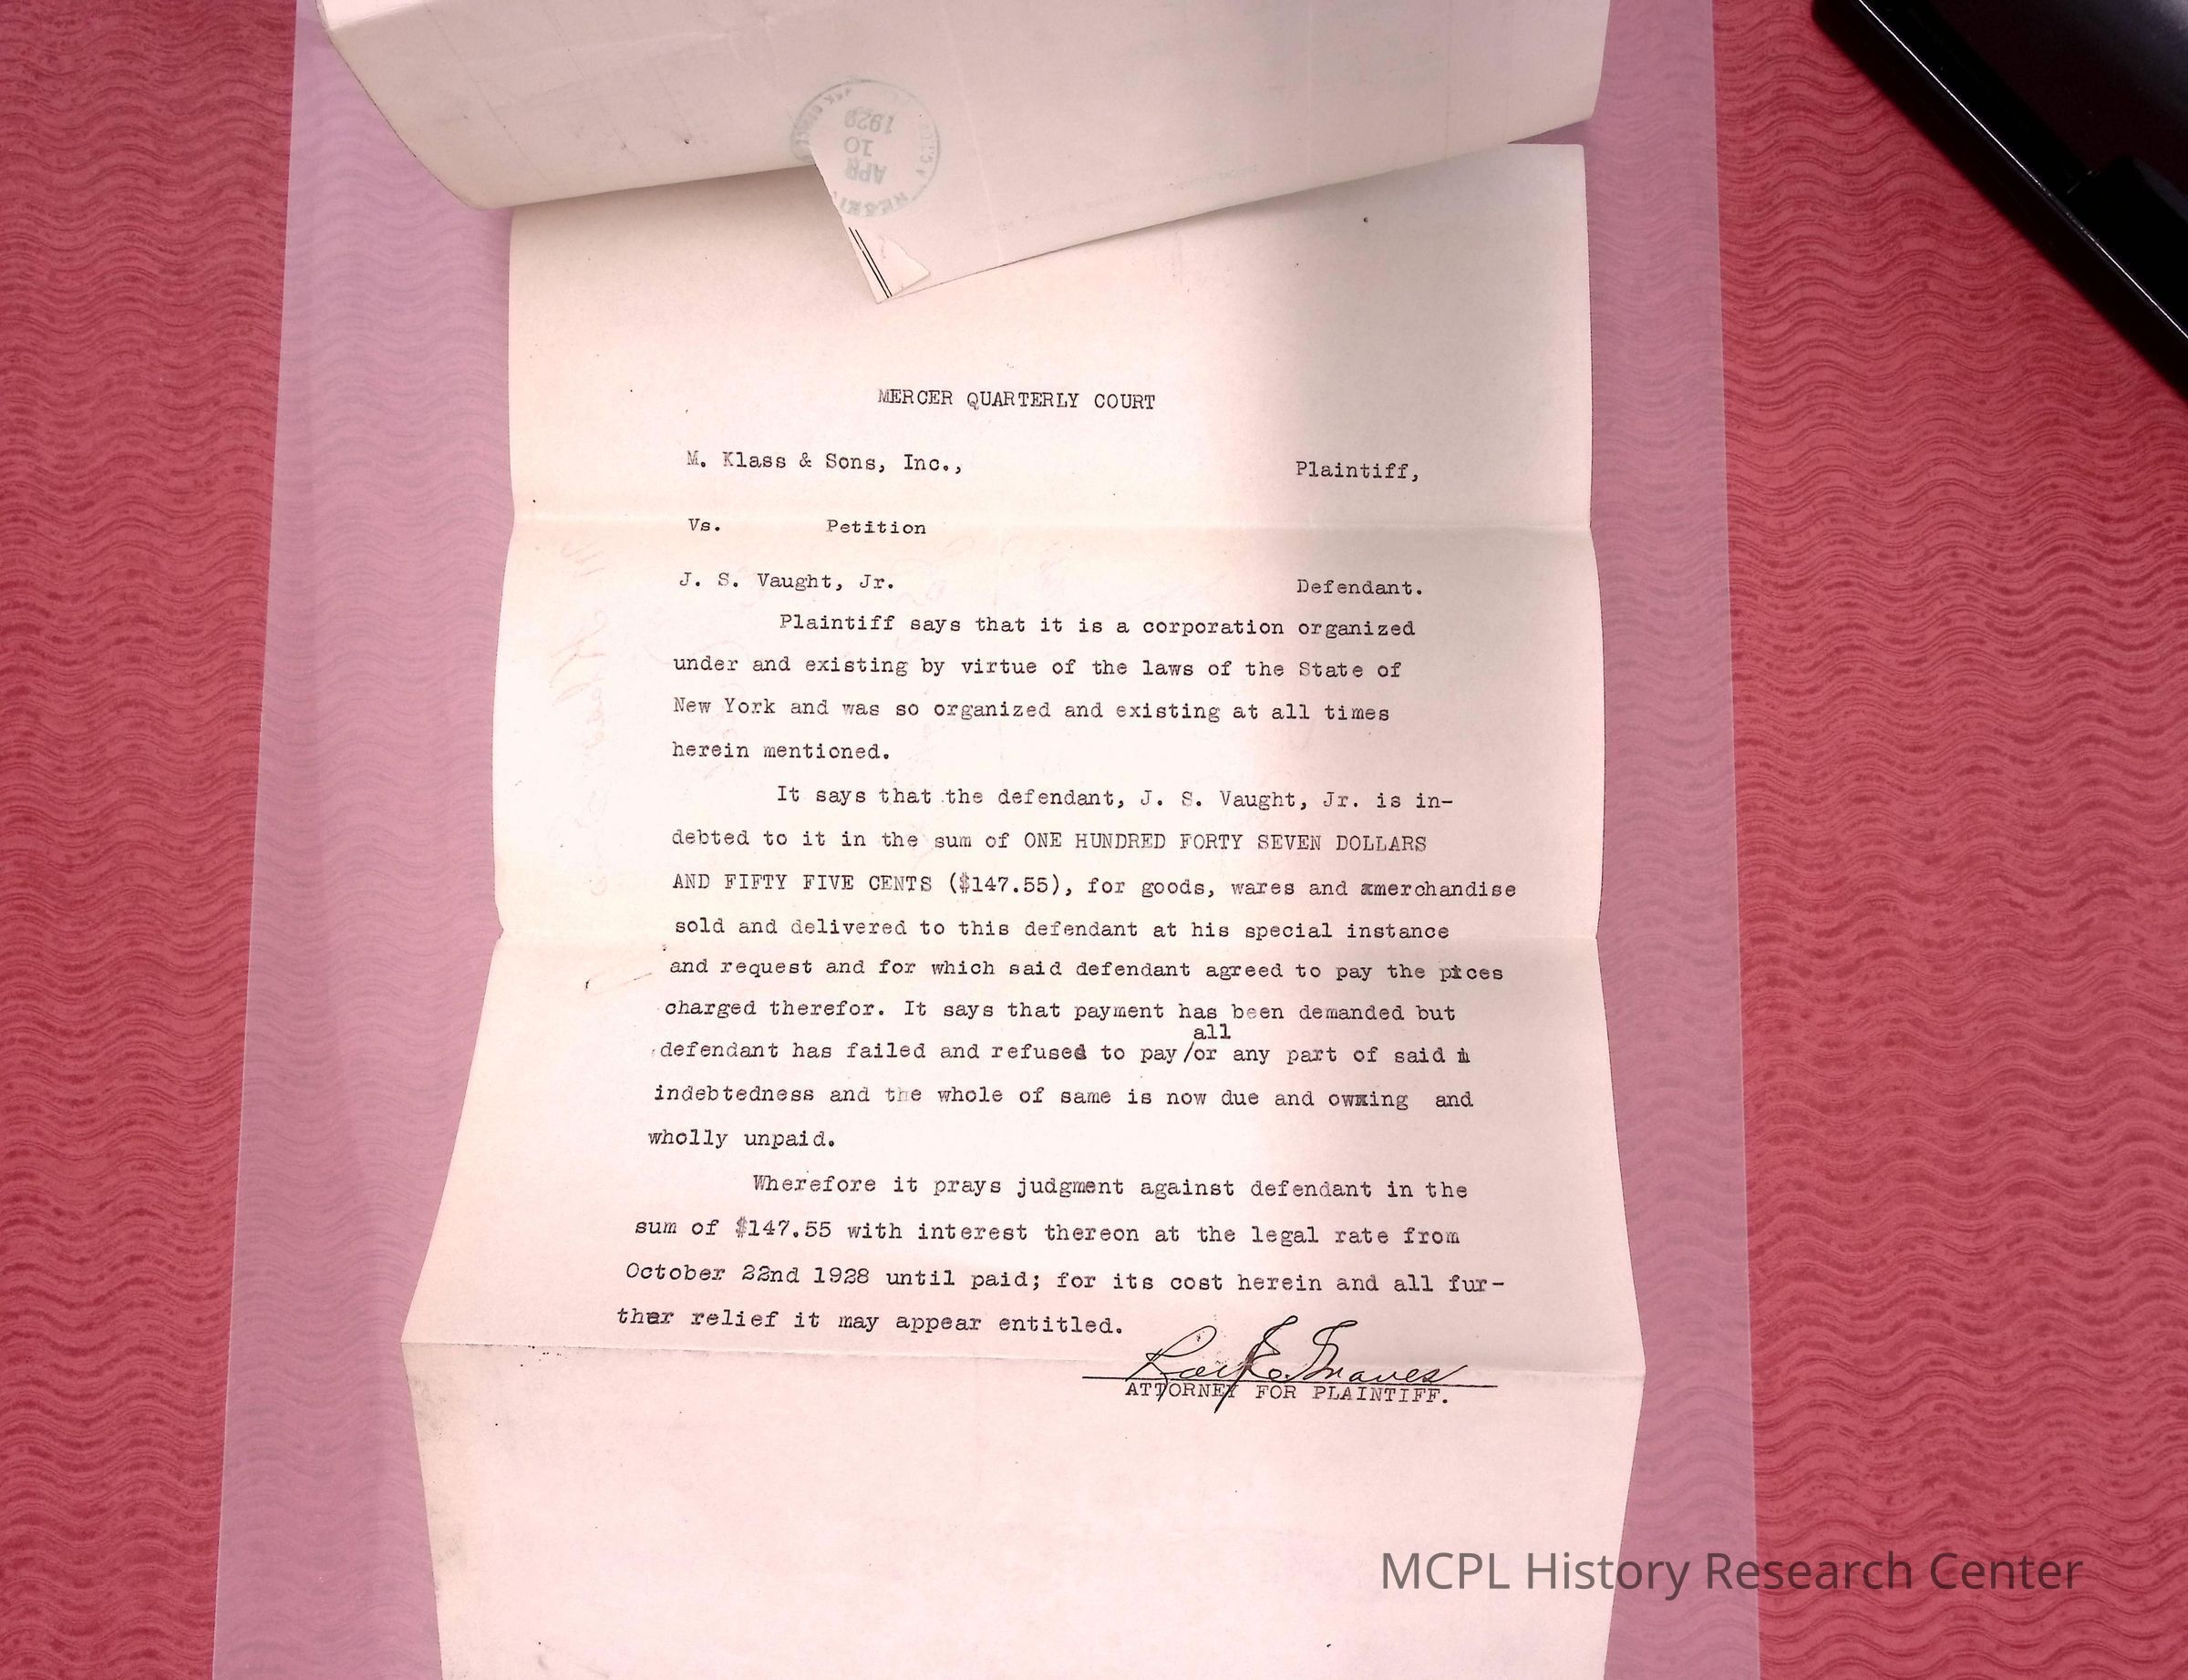 APR
10
1929
MERCER QUARTERLY COURT
M. Klass & Sons, Inc., Plaintiff,
Vs. Petition
J. S. Vaught, Jr. Defendant.
Plaintiff says that it is a corporation organized
under and existing by virtue of the laws of the State of
New York and was so organized and existing at all times
herein mentioned.
It says that the defendant, J. S. Vaught, Jr. is in-
debted to it in the sum of ONE HUNDRED FORTY SEVEN DOLLARS
AND FIFTY FIVE CENTS ($147.55), for goods, wares and xmerchandise
sold and delivered to this defendant at his special instance
and request and for which said defendant agreed to pay the pices
charged therefor. It says that payment has been demanded but
all
defendant has failed and refused to pay /or any part of said i
indebtedness and the whole of same is now due and owxing and
wholly unpaid.
Wherefore it prays judgment against defendant in the
sum of $147.55 with interest thereon at the legal rate from
October 22nd 1928 until paid; for its cost herein and all fur-
ther relief it may appear entitled.
E. Graves
ATTORNEY FOR PLAINTIFF.
MCPL History Research Center